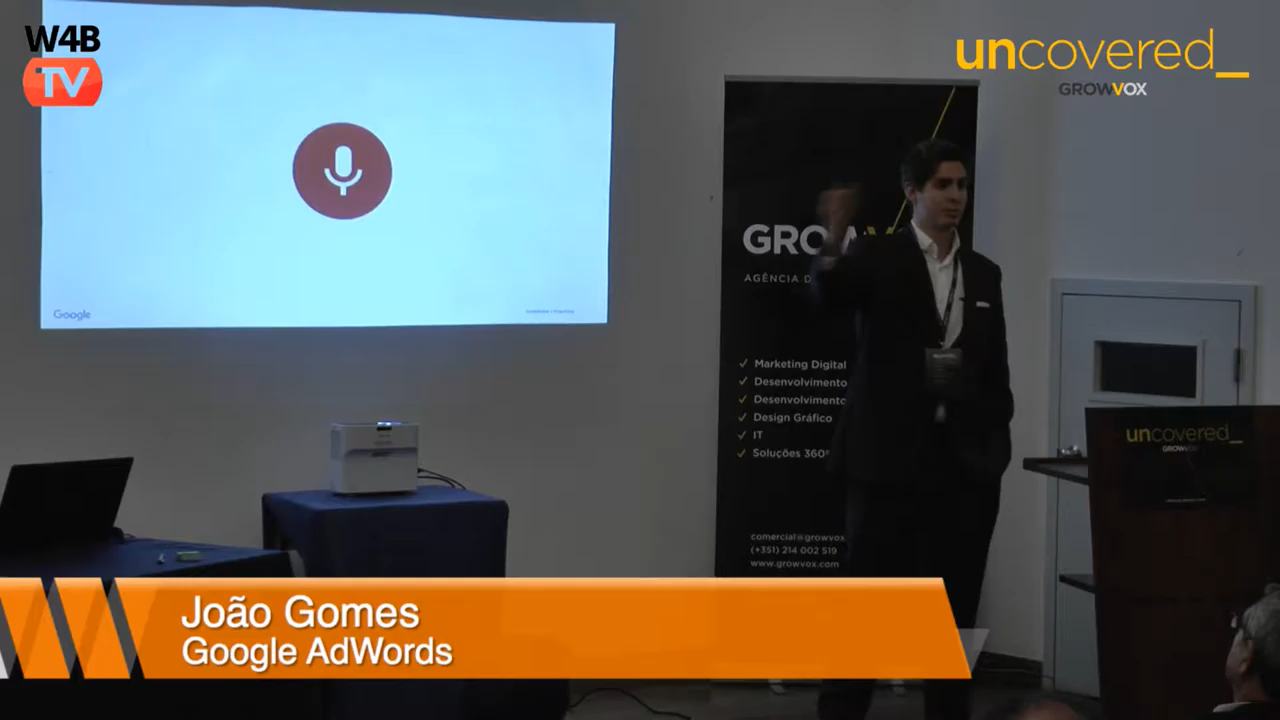 W4B
TV
uncovered_
GROWVOX
Google
GROWV
AGÊNCIA D
Marketing Digital
Desenvolvimento
Desenvolvimento
Design Gráfico
IT
Soluções 360º
comercial@growvox
(+351) 214 002 519
www.growvox.com
uncovered_
GROWVOX
João Gomes
Google AdWords